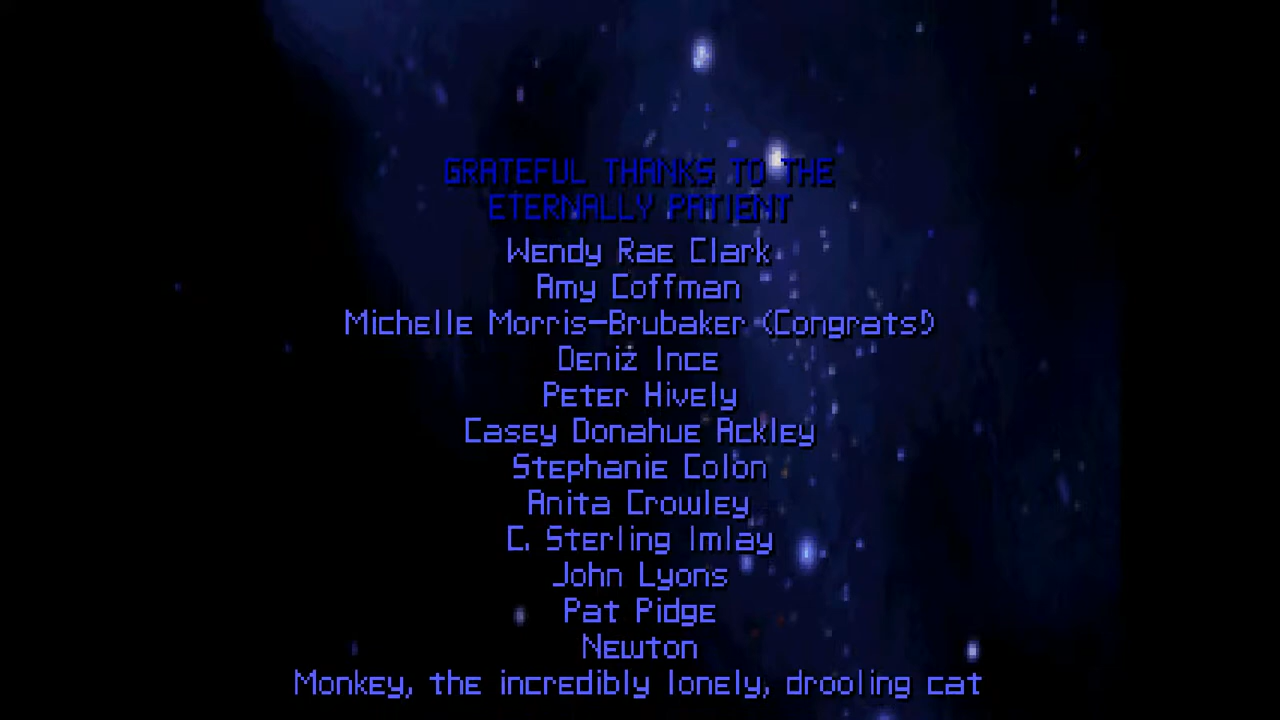 GRATEFUL THANKS TO THE
ETERNALLY PATIENT
Wendy Rae Clark
Amy Coffman
Michelle Morris-Brubaker (Congrats!)
Deniz Ince
Peter Hively
Casey Donahue Ackley
Stephanie Colon
Anita Crowley
C. Sterling Imlay
John Lyons
Pat Pidge
Newton
Monkey, the incredibly lonely, drooling cat